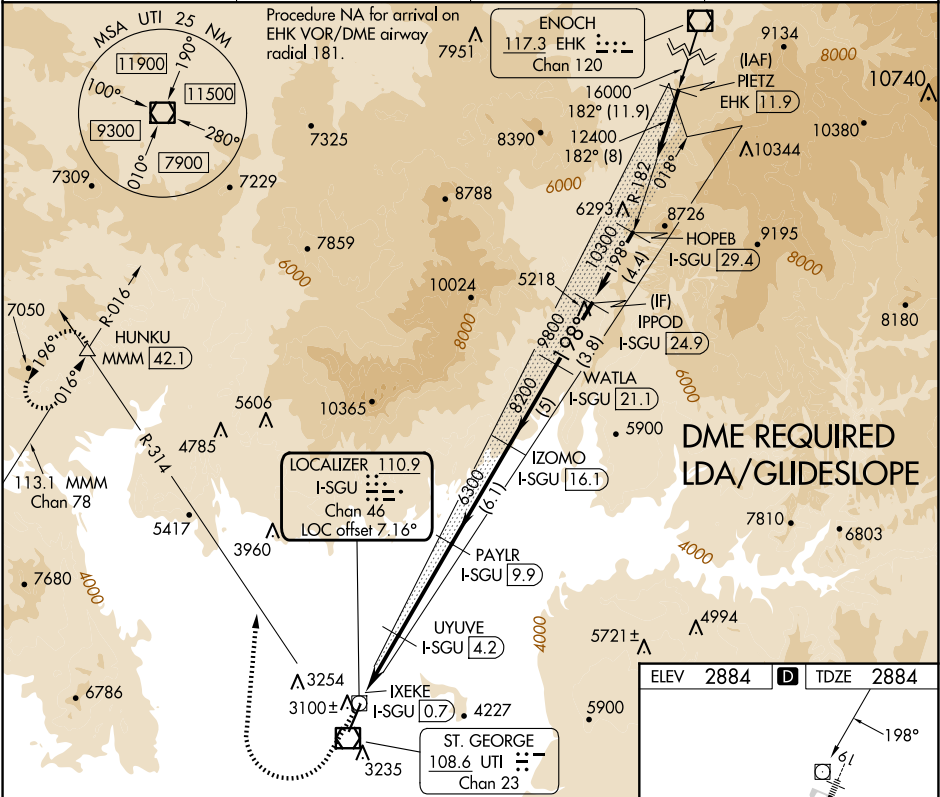 Procedure NA for arrival on
EHK VOR/DME airway
radial 181.
MSA UTI 25 NM
190°
11900
100°
11500
9300
280°
7900
010°
7951
ENOCH
117.3 EHK
Chan 120
9134
8000
(IAF)
PIETZ
EHK 11.9
10740
16000
182° (11.9)
12400
182° (8)
7325
8390
10380
10344
7309
7229
8788
6000
R-182
018°
6293
8726
7859
6000
10300
198°
(4.4)
HOPEB
I-SGU 29.4
9195
8000
5218
R-016
7050
10024
8000
(IF)
IPPOD
I-SGU 24.9
8180
HUNKU
MMM 42.1
196°
016°
9800
198°
(3.8)
WATLA
I-SGU 21.1
6000
10365
5606
4785
8200
(5)
5900
DME REQUIRED
LDA/GLIDESLOPE
R-314
113.1 MMM
Chan 78
LOCALIZER 110.9
I-SGU
Chan 46
LOC offset 7.16°
IZOMO
I-SGU 16.1
6300
(6.1)
5417
3960
7810
6803
PAYLR
I-SGU 9.9
4000
7680
4000
UYUVE
I-SGU 4.2
4000
5721±
4994
6786
3254
3100±
IXEKE
I-SGU 0.7
4227
5900
3235
ST. GEORGE
108.6 UTI
Chan 23
ELEV 2884 D TDZE 2884
198°
19